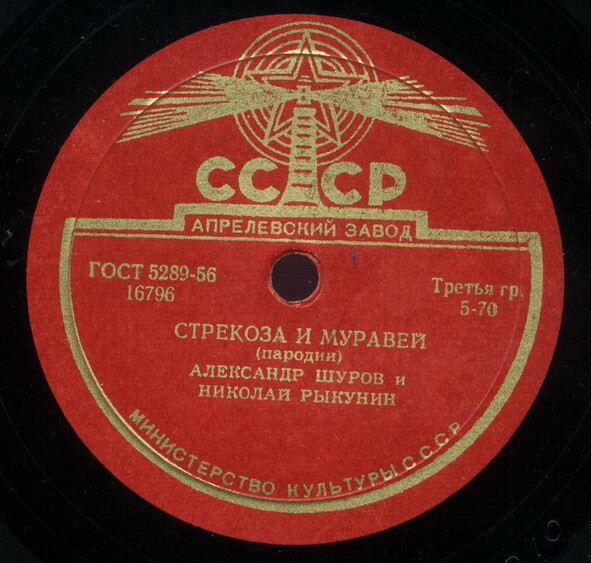 СССР
АПРЕЛЕВСКИЙ ЗАВОД
ГОСТ 5289-56
16796
Третья гр.
5-70
СТРЕКОЗА И МУРАВЕЙ
(пародии)
АЛЕКСАНДР ШУРОВ и
НИКОЛАЙ РЫКУНИН
МИНИСТЕРСТВО КУЛЬТУРЫ СССР